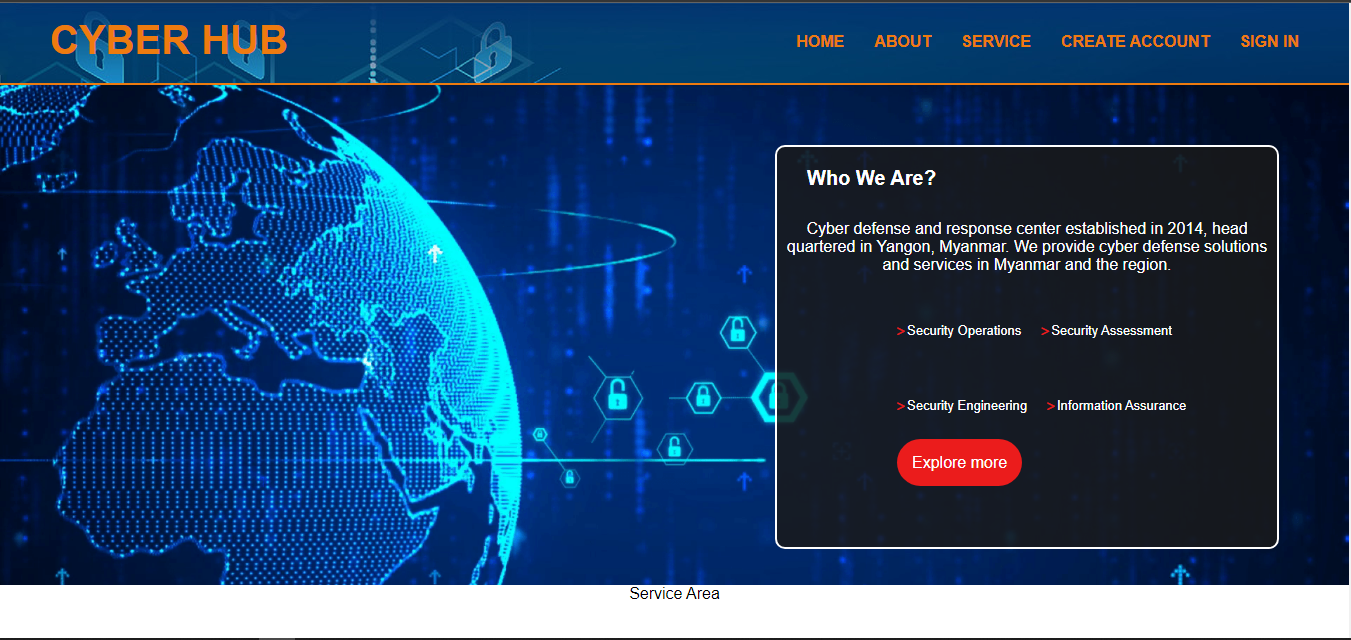 CYBER HUB
HOME ABOUT SERVICE CREATE ACCOUNT SIGN IN
Who We Are?
Cyber defense and response center established in 2014, head
quartered in Yangon, Myanmar. We provide cyber defense solutions
and services in Myanmar and the region.
>Security Operations >Security Assessment
>Security Engineering >Information Assurance
Explore more
Service Area